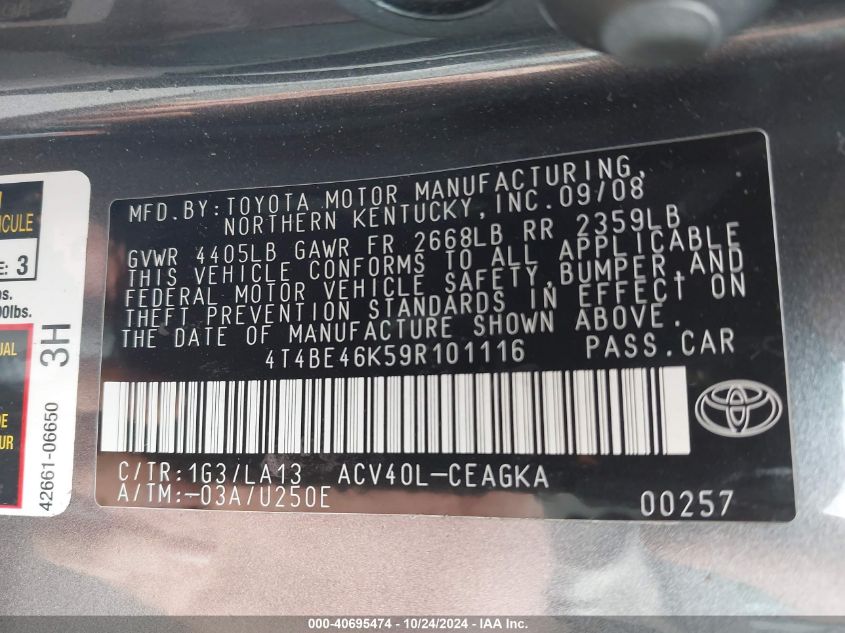 MFD. BY: TOYOTA MOTOR MANUFACTURING,
NORTHERN KENTUCKY, INC. 09/08
GVWR 4405LB GAWR FR 2668LB RR 2359LB
THIS VEHICLE CONFORMS TO ALL APPLICABLE
FEDERAL MOTOR VEHICLE SAFETY, BUMPER, AND
THEFT PREVENTION STANDARDS IN EFFECT ON
THE DATE OF MANUFACTURE SHOWN ABOVE.
4T4BE46K59R101116 PASS. CAR
C/TR: 1G3/LA13 ACV40L-CEAGKA
A/TM:-03A/U250E
00257
3
3H
42661-06650
000-40695474 - 10/24/2024 - IAA Inc.